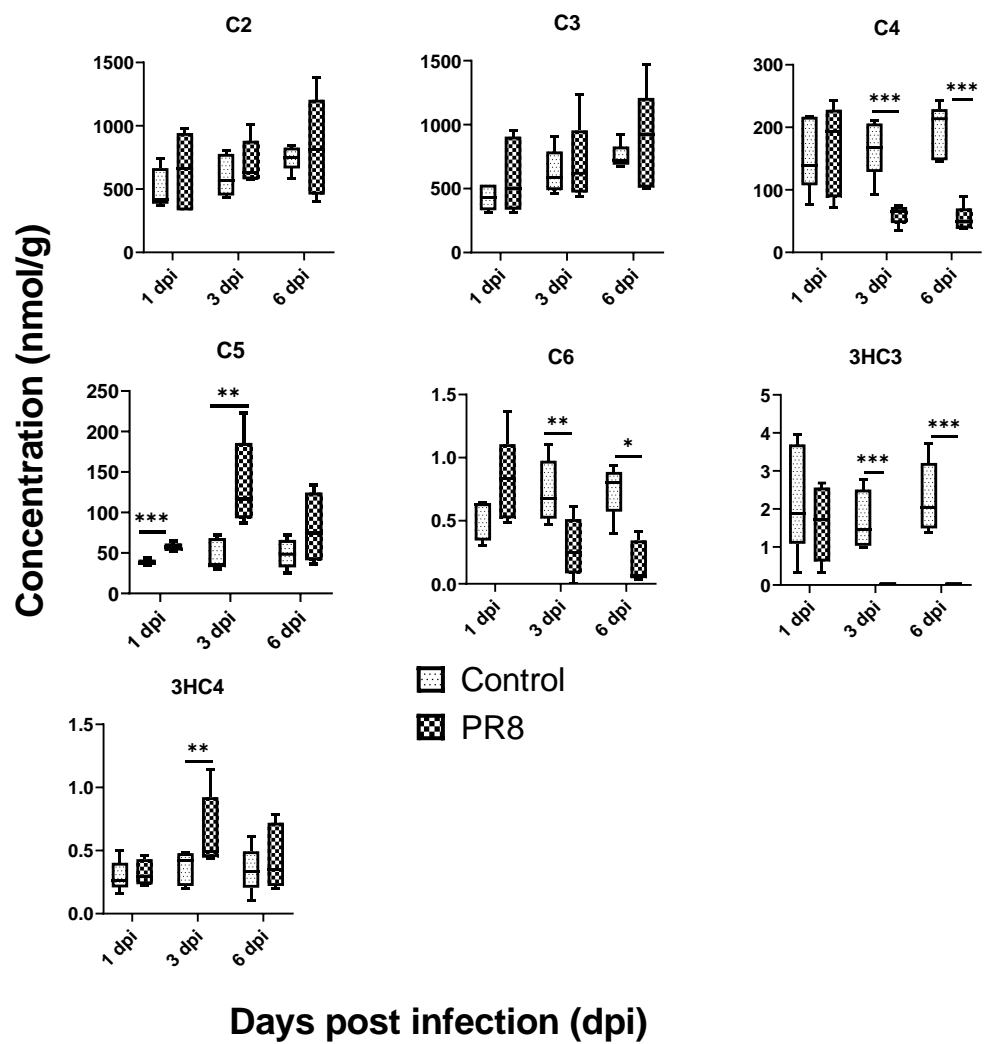 C2
C3
C4
1500
1000
500
0
1 dpi
3 dpi
6 dpi
1500
1000
500
0
1 dpi
3 dpi
6 dpi
300
200
100
0
***
***
1 dpi
3 dpi
6 dpi
Concentration (nmol/g)
C5
C6
3HC3
250
200
150
100
50
0
***
**
1 dpi
3 dpi
6 dpi
1.5
1.0
0.5
0.0
**
*
1 dpi
3 dpi
6 dpi
5
4
3
2
1
0
***
***
1 dpi
3 dpi
6 dpi
Control
PR8
3HC4
1.5
1.0
0.5
0.0
**
1 dpi
3 dpi
6 dpi
Days post infection (dpi)